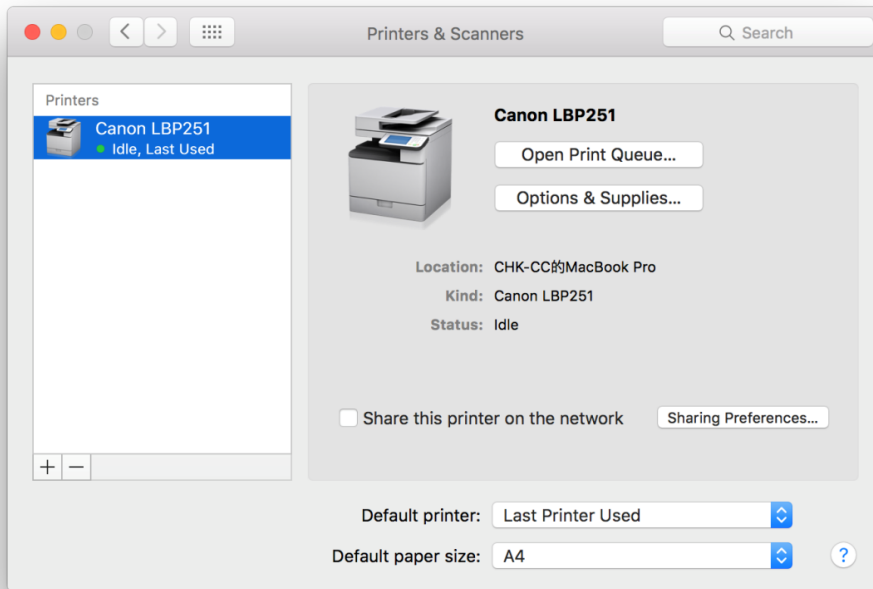 Printers & Scanners
Search
Printers
Canon LBP251
Idle, Last Used
Canon LBP251
Open Print Queue...
Options & Supplies...
Location: CHK-CC的MacBook Pro
Kind: Canon LBP251
Status: Idle
Share this printer on the network
Sharing Preferences...
+ −
Default printer: Last Printer Used
Default paper size: A4
?